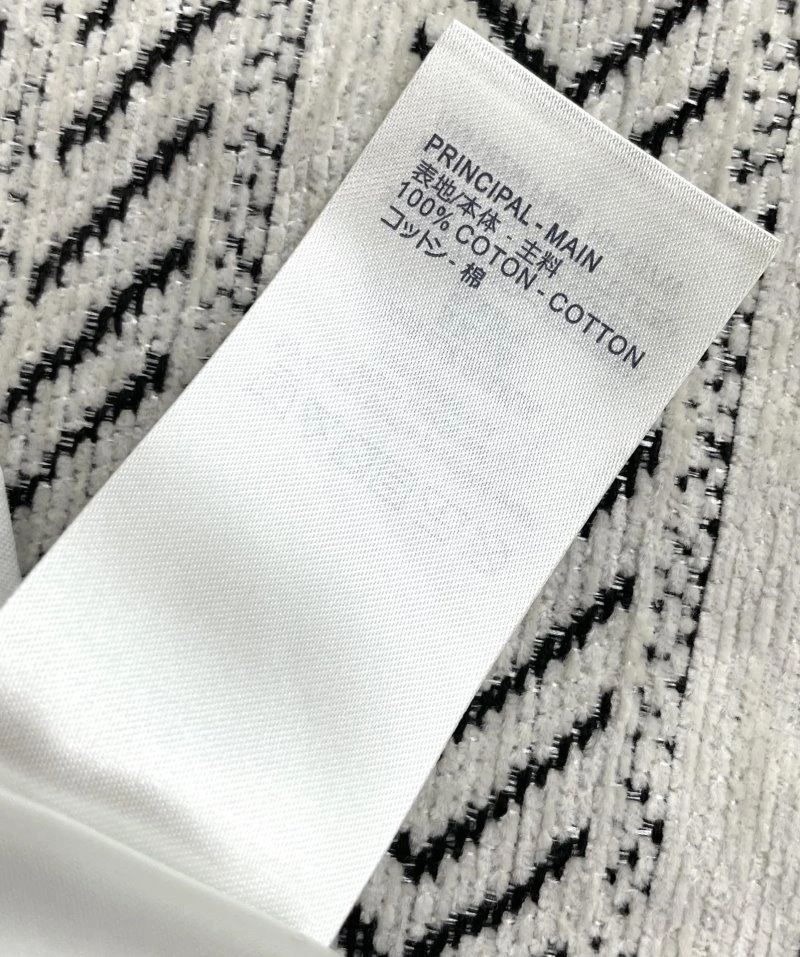 PRINCIPAL - MAIN
表地/本体 - 主料
100% COTON - COTTON
コットン - 棉